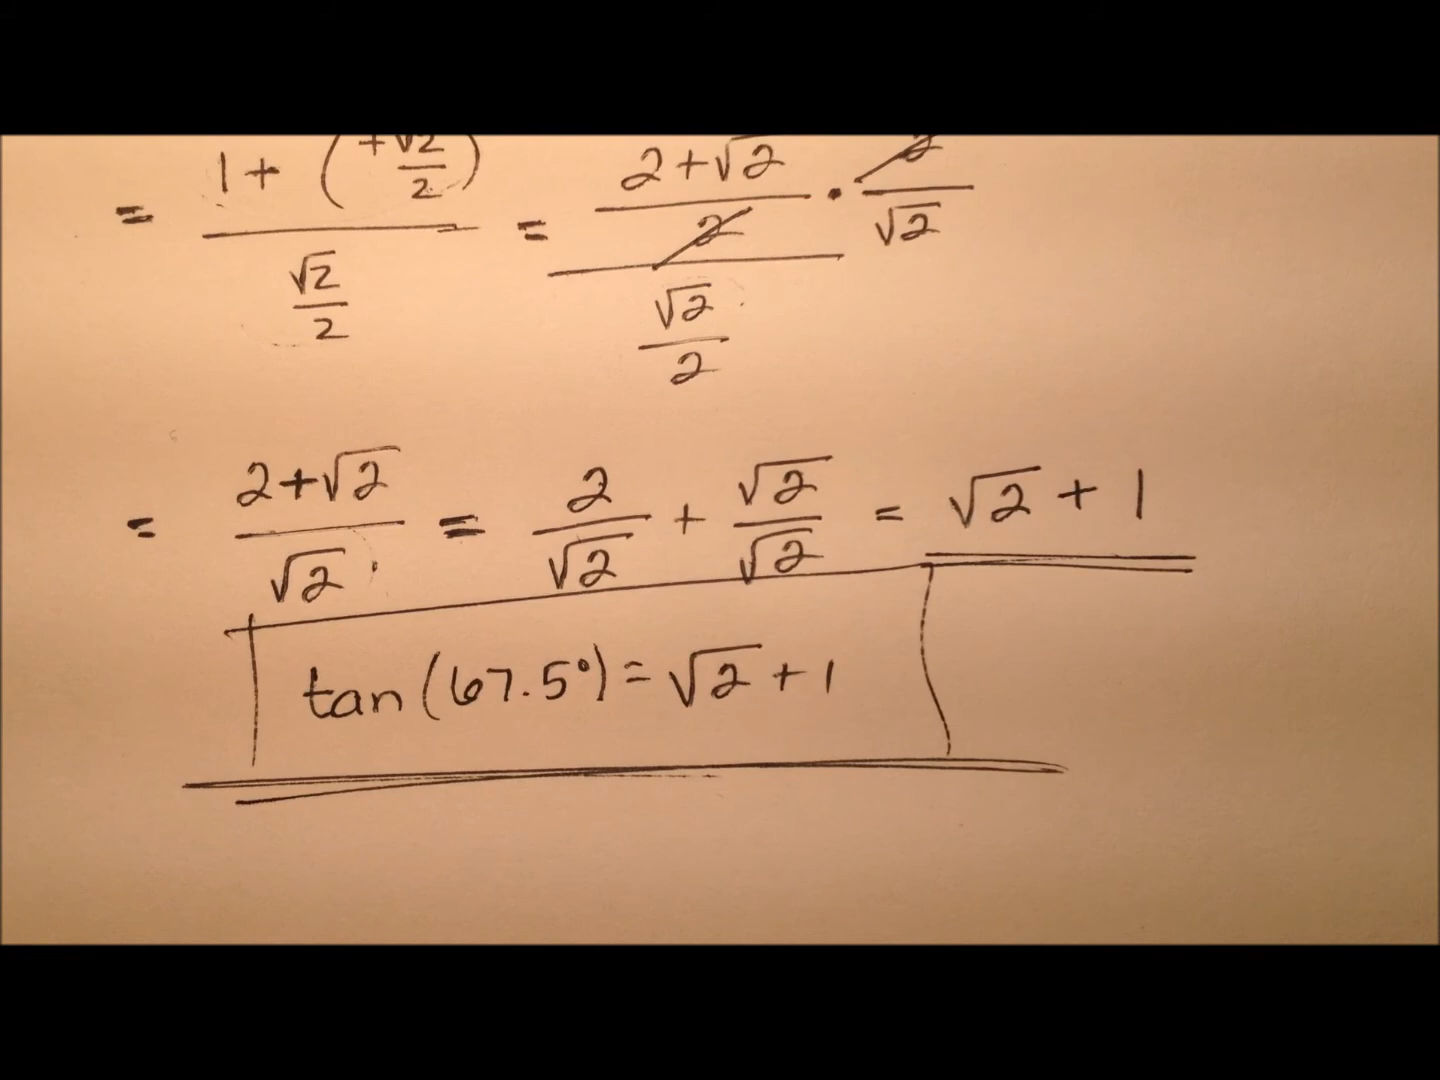 = (1 + (+√2/2)) / (√2/2) = ((2+√2)/2) / (√2/2) · 2/√2
= (2+√2)/√2 = 2/√2 + √2/√2 = √2 + 1
tan(67.5°) = √2 + 1